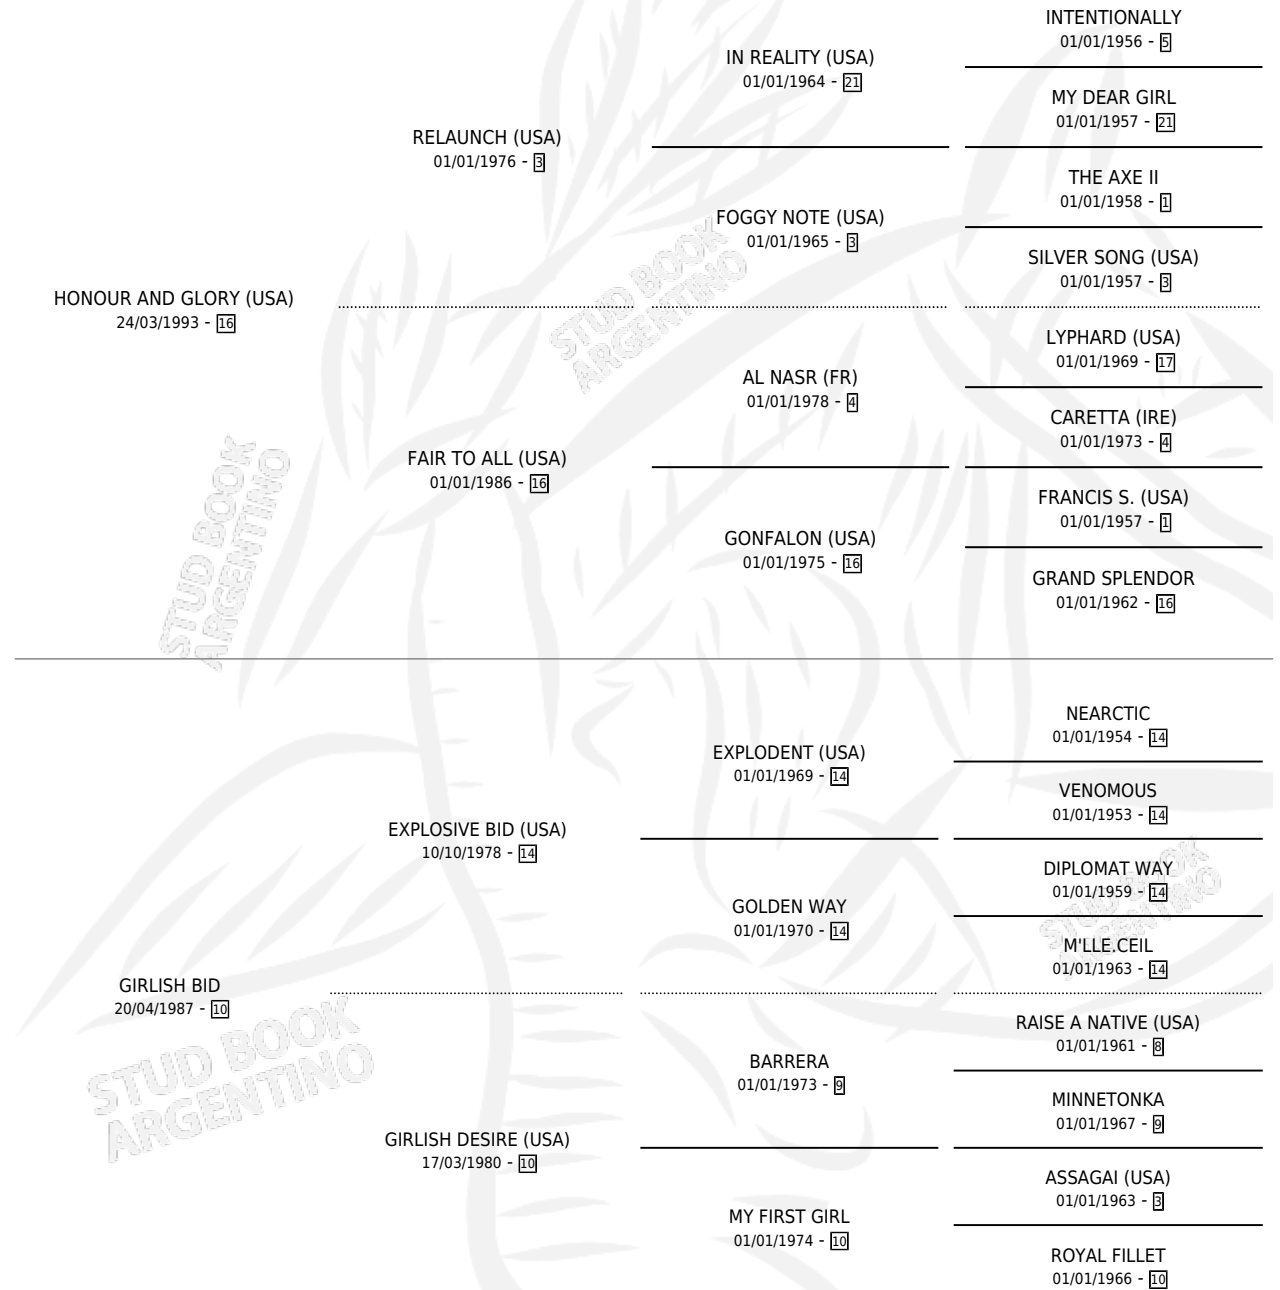 INTENTIONALLY
01/01/1956 - 5
IN REALITY (USA)
01/01/1964 - 21
MY DEAR GIRL
01/01/1957 - 21
RELAUNCH (USA)
01/01/1976 - 3
THE AXE II
01/01/1958 - 1
FOGGY NOTE (USA)
01/01/1965 - 3
SILVER SONG (USA)
01/01/1957 - 3
HONOUR AND GLORY (USA)
24/03/1993 - 16
LYPHARD (USA)
01/01/1969 - 17
AL NASR (FR)
01/01/1978 - 4
CARETTA (IRE)
01/01/1973 - 4
FAIR TO ALL (USA)
01/01/1986 - 16
FRANCIS S. (USA)
01/01/1957 - 1
GONFALON (USA)
01/01/1975 - 16
GRAND SPLENDOR
01/01/1962 - 16
NEARCTIC
01/01/1954 - 14
EXPLODENT (USA)
01/01/1969 - 14
VENOMOUS
01/01/1953 - 14
EXPLOSIVE BID (USA)
10/10/1978 - 14
DIPLOMAT WAY
01/01/1959 - 14
GOLDEN WAY
01/01/1970 - 14
M'LLE.CEIL
01/01/1963 - 14
GIRLISH BID
20/04/1987 - 10
RAISE A NATIVE (USA)
01/01/1961 - 8
BARRERA
01/01/1973 - 9
MINNETONKA
01/01/1967 - 9
GIRLISH DESIRE (USA)
17/03/1980 - 10
ASSAGAI (USA)
01/01/1963 - 3
MY FIRST GIRL
01/01/1974 - 10
ROYAL FILLET
01/01/1966 - 10
STUD BOOK
ARGENTINO
STUD BOOK
ARGENTINO
STUD BOOK
ARGENTINO
STUD BOOK
ARGENTINO